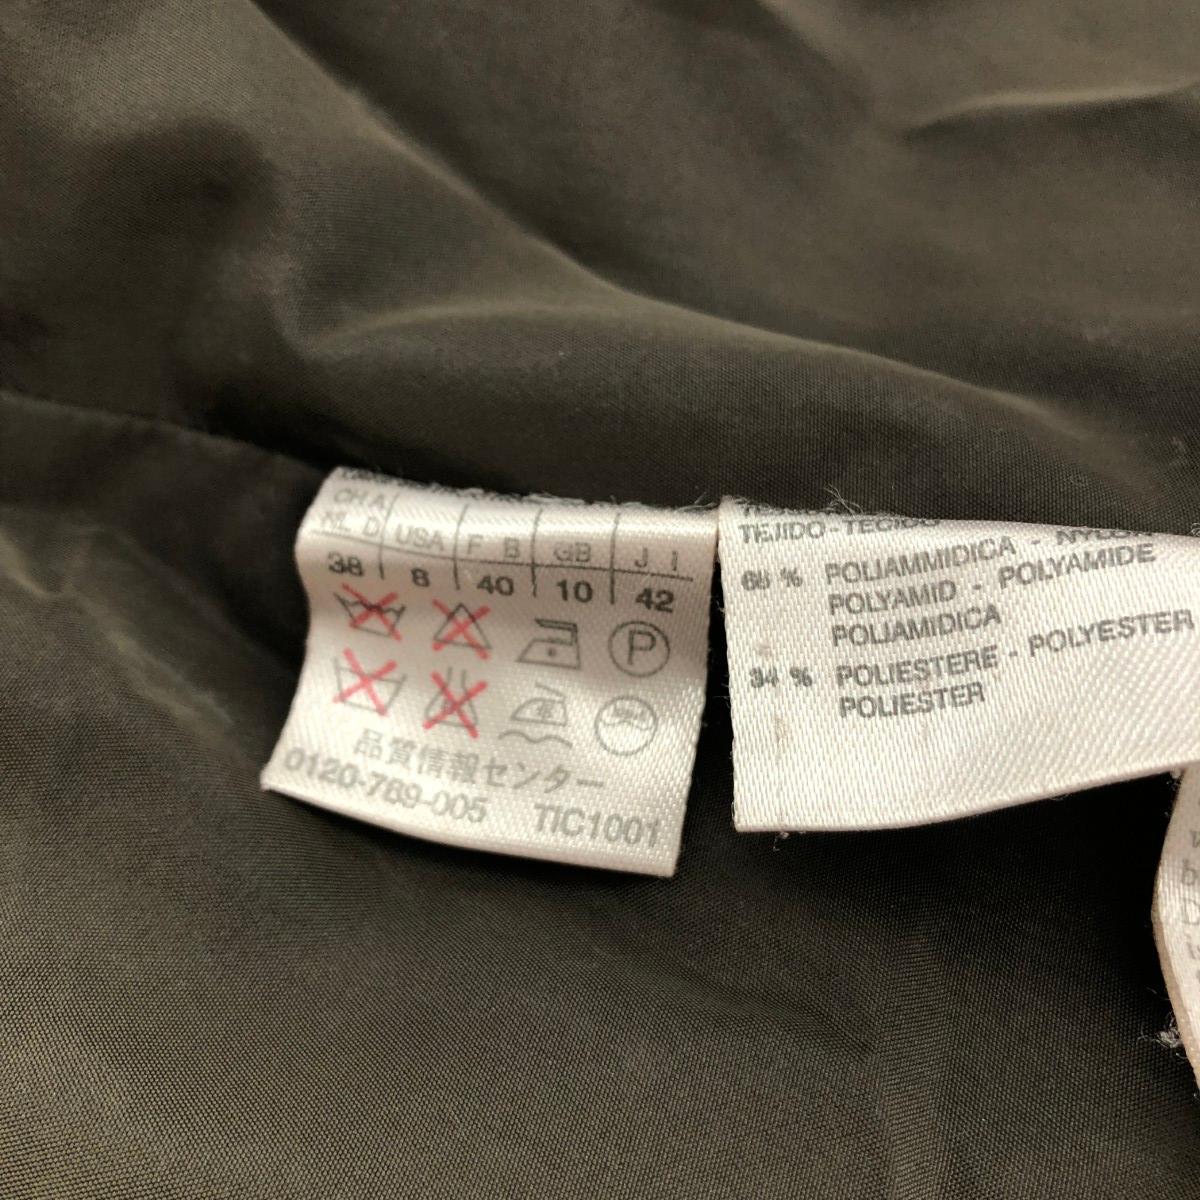 CH.A
NL D USA F B GB J I
38 8 40 10 42
P
品質情報センター
0120-789-005 TIC1001
TEJIDO-TECIDO
66 % POLIAMMIDICA - NYLON
POLYAMID - POLYAMIDE
POLIAMIDICA
34 % POLIESTERE - POLYESTER
POLIESTER